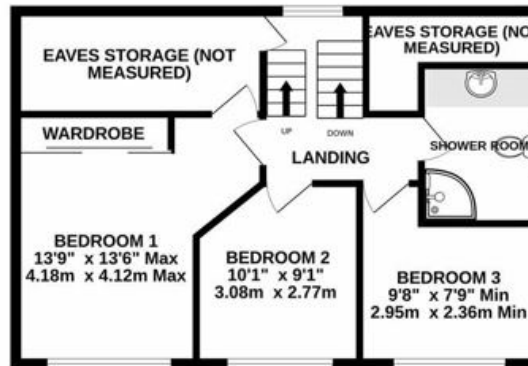 EAVES STORAGE (NOT
MEASURED)
EAVES STORAGE (NO
MEASURED)
WARDROBE
UP
DOWN
LANDING
SHOWER ROOM
BEDROOM 1
13'9" x 13'6" Max
4.18m x 4.12m Max
BEDROOM 2
10'1" x 9'1"
3.08m x 2.77m
BEDROOM 3
9'8" x 7'9" Min
2.95m x 2.36m Min